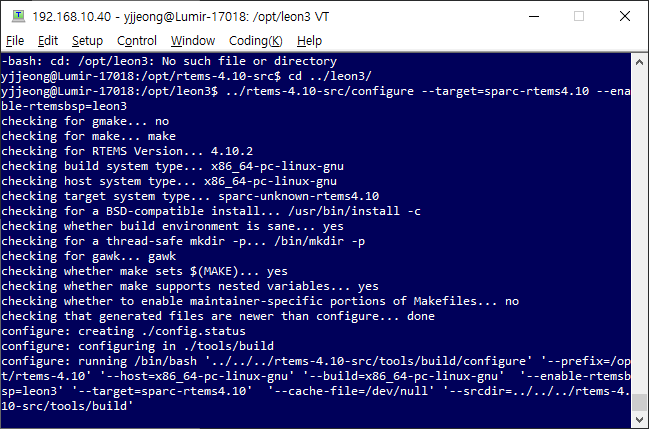 192.168.10.40 - yjjeong@Lumir-17018: /opt/leon3 VT
File Edit Setup Control Window Coding(K) Help
-bash: cd: /opt/leon3: No such file or directory
yjjeong@Lumir-17018:/opt/rtems-4.10-src$ cd ../leon3/
yjjeong@Lumir-17018:/opt/leon3$ ../rtems-4.10-src/configure --target=sparc-rtems4.10 --ena
ble-rtemsbsp=leon3
checking for gmake... no
checking for make... make
checking for RTEMS Version... 4.10.2
checking build system type... x86_64-pc-linux-gnu
checking host system type... x86_64-pc-linux-gnu
checking target system type... sparc-unknown-rtems4.10
checking for a BSD-compatible install... /usr/bin/install -c
checking whether build environment is sane... yes
checking for a thread-safe mkdir -p... /bin/mkdir -p
checking for gawk... gawk
checking whether make sets $(MAKE)... yes
checking whether make supports nested variables... yes
checking whether to enable maintainer-specific portions of Makefiles... no
checking that generated files are newer than configure... done
configure: creating ./config.status
configure: configuring in ./tools/build
configure: running /bin/bash '../../../rtems-4.10-src/tools/build/configure' '--prefix=/op
t/rtems-4.10' '--host=x86_64-pc-linux-gnu' '--build=x86_64-pc-linux-gnu'  '--enable-rtemsb
sp=leon3' '--target=sparc-rtems4.10'  '--cache-file=/dev/null' '--srcdir=../../../rtems-4.
10-src/tools/build'